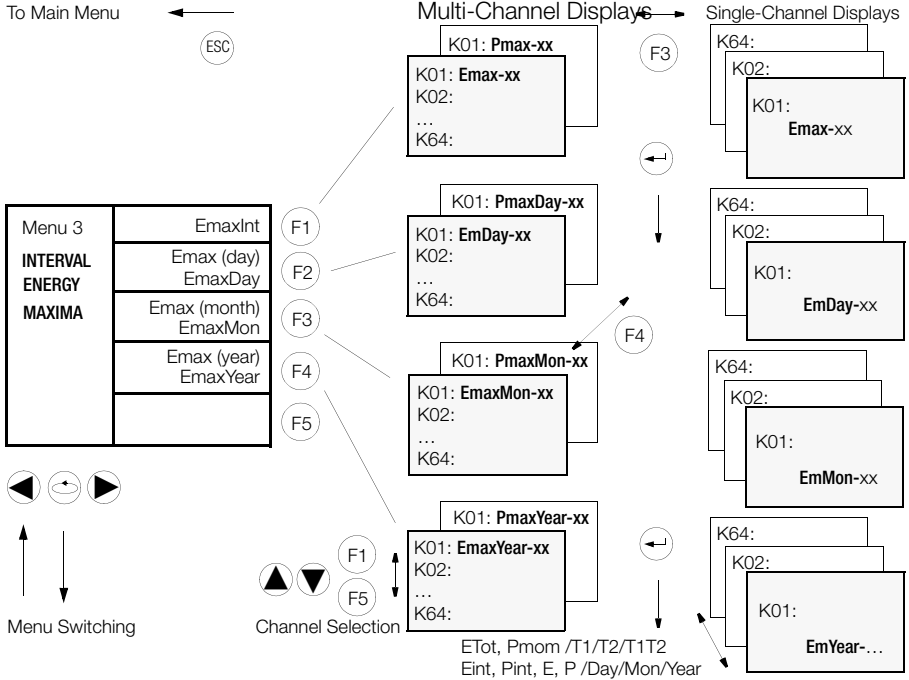 To Main Menu
ESC
Multi-Channel Displays
Single-Channel Displays
F3
K01: Pmax-xx
K01: Emax-xx
K02:
…
K64:
K64:
K02:
K01:
Emax-xx
Menu 3
INTERVAL
ENERGY
MAXIMA
EmaxInt
F1
Emax (day)
EmaxDay
F2
Emax (month)
EmaxMon
F3
Emax (year)
EmaxYear
F4
F5
K01: PmaxDay-xx
K01: EmDay-xx
K02:
...
K64:
K64:
K02:
K01:
EmDay-xx
F4
K01: PmaxMon-xx
K01: EmaxMon-xx
K02:
…
K64:
K64:
K02:
K01:
EmMon-xx
K01: PmaxYear-xx
K01: EmaxYear-xx
K02:
...
K64:
K64:
K02:
K01:
EmYear-…
F1
F5
Menu Switching
Channel Selection
ETot, Pmom /T1/T2/T1T2
Eint, Pint, E, P /Day/Mon/Year